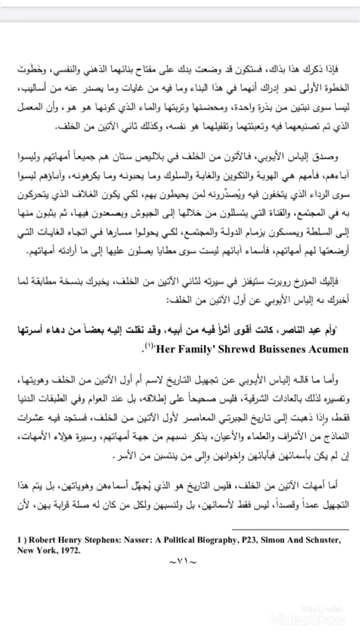 فإذا ذكرك هذا بذاك، فستكون قد وضعت يدك على مفتاح بنائهما الذهني والنفسي، وخطوت
الخطوة الأولى نحو إدراك أنهما في هذا البناء وما فيه من غايات وما يصدر عنه من أساليب،
ليسا سوى نبتين من بذرة واحدة، ومحضنها وتربتها والماء الذي كونها هو هو، وأن المعمل
الذي تم تصنيعهما فيه وتعبئتهما وتقفيلهما هو نفسه، وكذلك ثاني الآتين من الخلف.
وصدق إلياس الأيوبي، فالآتون من الخلف في بلاليص ستان هم جميعاً أمهاتهم وليسوا
آباءهم، فأمهم هي الهوية والتكوين والغاية والسلوك وما يحبونه وما يكرهونه، وآباؤهم ليسوا
سوى الرداء الذي يتخفون فيه ويُصدِّرونه لمن يحيطون بهم، لكي يكون الغلاف الذي يتحركون
به في المجتمع، والقناة التي يتسللون من خلالها إلى الجيوش ويصعدون فيها، ثم يثبون منها
إلى السلطة ويمسكون بزمام الدولة والمجتمع، لكي يحولوا مسارها في اتجاه الغايات التي
أرضعتها لهم أمهاتهم، فأسماء آبائهم ليست سوى مطايا يصلون عليها إلى ما أرادته أمهاتهم.
فإليك المؤرخ روبرت ستيفنز في سيرته لثاني الآتين من الخلف، يخبرك بنسخة مطابقة لما
أخبرك به إلياس الأيوبي عن أول الآتين من الخلف:
"وأم عبد الناصر، كانت أقوى أثراً فيه من أبيه، وقد نقلت إليه بعضاً من دهاء أسرتها
Her Family' Shrewd Buissenes Acumen"(١).
وأما ما قاله إلياس الأيوبي عن تجهيل التاريخ لاسم أم أول الآتين من الخلف وهويتها،
وتفسيره لذلك بالعادات الشرقية، فليس صحيحاً على إطلاقه، بل عند العوام وفي الطبقات الدنيا
فقط، وإذا ذهبت إلى تاريخ الجبرتي المعاصر لأول الآتين من الخلف، فستجد فيه عشرات
النماذج من الأشراف والعلماء والأعيان، يذكر نسبهم من جهة أمهاتهم، وسيرة هؤلاء الأمهات،
إن لم يكن بأسمائهن فبآبائهن وإخوانهن وإلى من ينتسبن من الأسر.
أما أمهات الآتين من الخلف، فليس التاريخ هو الذي يُجهِّل أسماءهن وهوياتهن، بل يتم هذا
التجهيل عمداً وقصداً، ليس فقط لأسمائهن، بل ولنسبهن ولكل من كان له صلة قرابة بهن، لأن
1 ) Robert Henry Stephens: Nasser: A Political Biography, P23, Simon And Schuster,
New York, 1972.
~٧١~